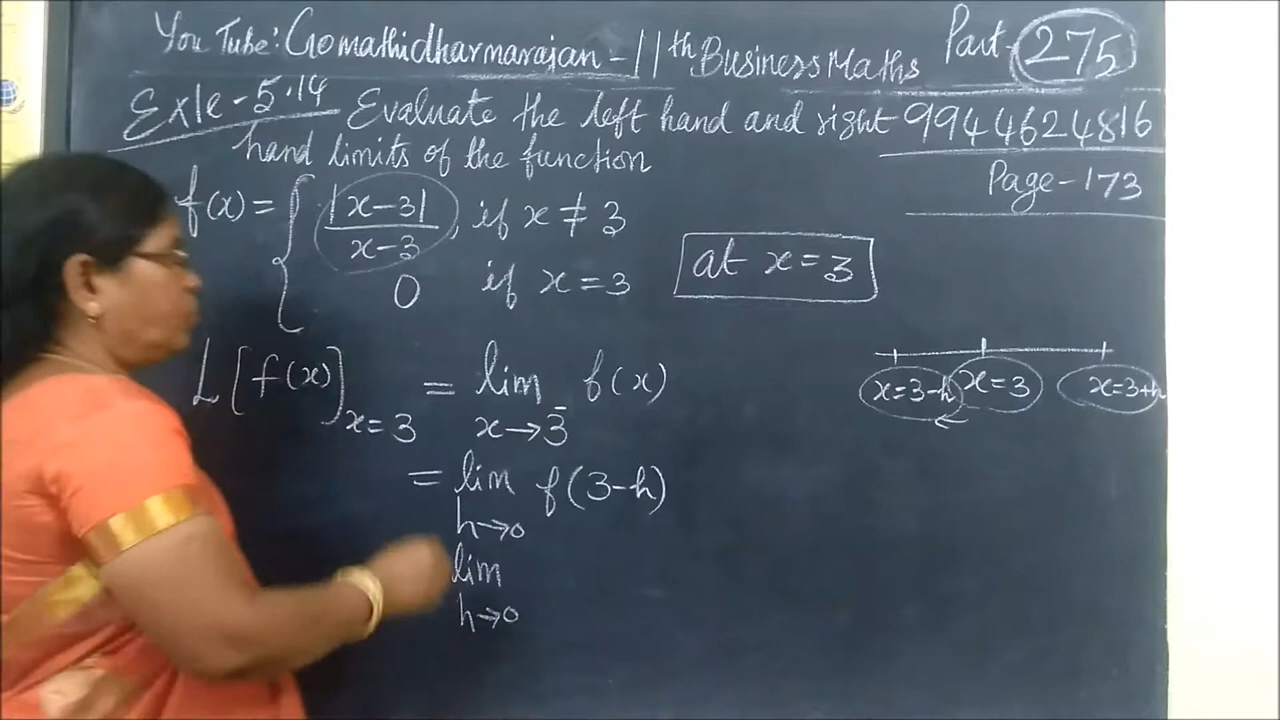 You Tube: Gomathidharmarajan - 11th Business Maths Part - 275
Exle - 5.14 Evaluate the left hand and right 9944624816
hand limits of the function
Page - 173
f(x) = { |x-3| / x-3, if x ≠ 3
0 if x = 3
at x = 3
L[f(x)]x=3 = lim x→3⁻ f(x)
x=3-h x=3 x=3+h
= lim h→0 f(3-h)
lim h→0